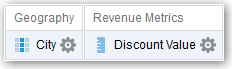 Geography Revenue Metrics
City Discount Value